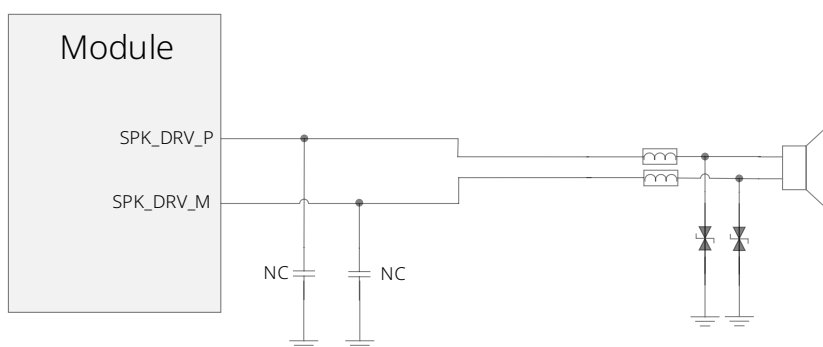 Module
SPK_DRV_P
SPK_DRV_M
NC
NC